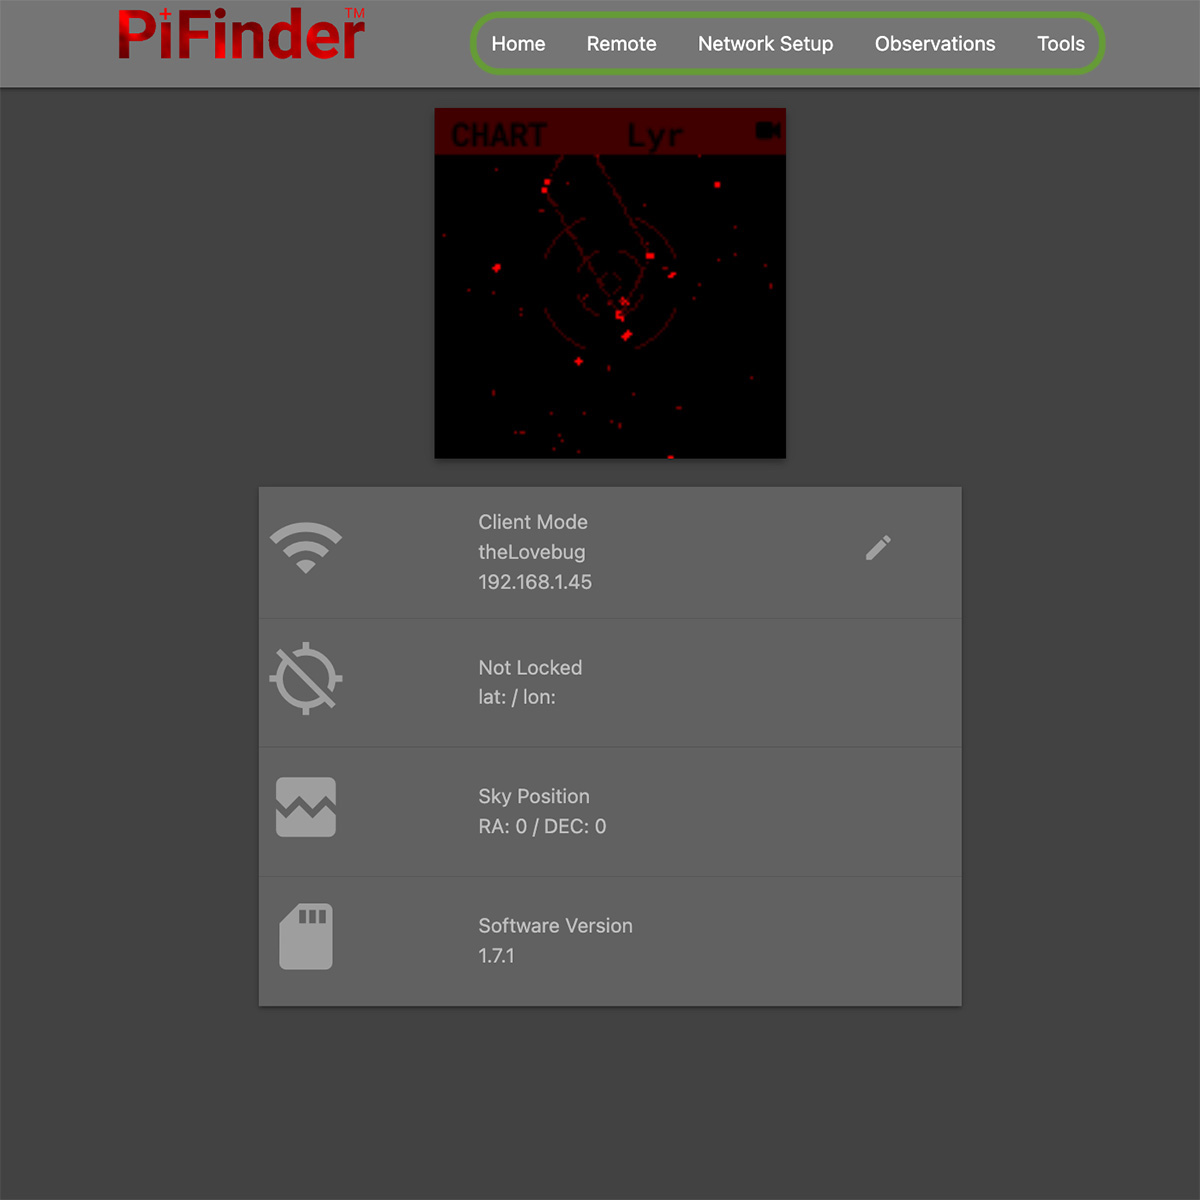 PiFinder™
Home Remote Network Setup Observations Tools
CHART Lyr
Client Mode
theLovebug
192.168.1.45
Not Locked
lat: / lon:
Sky Position
RA: 0 / DEC: 0
Software Version
1.7.1